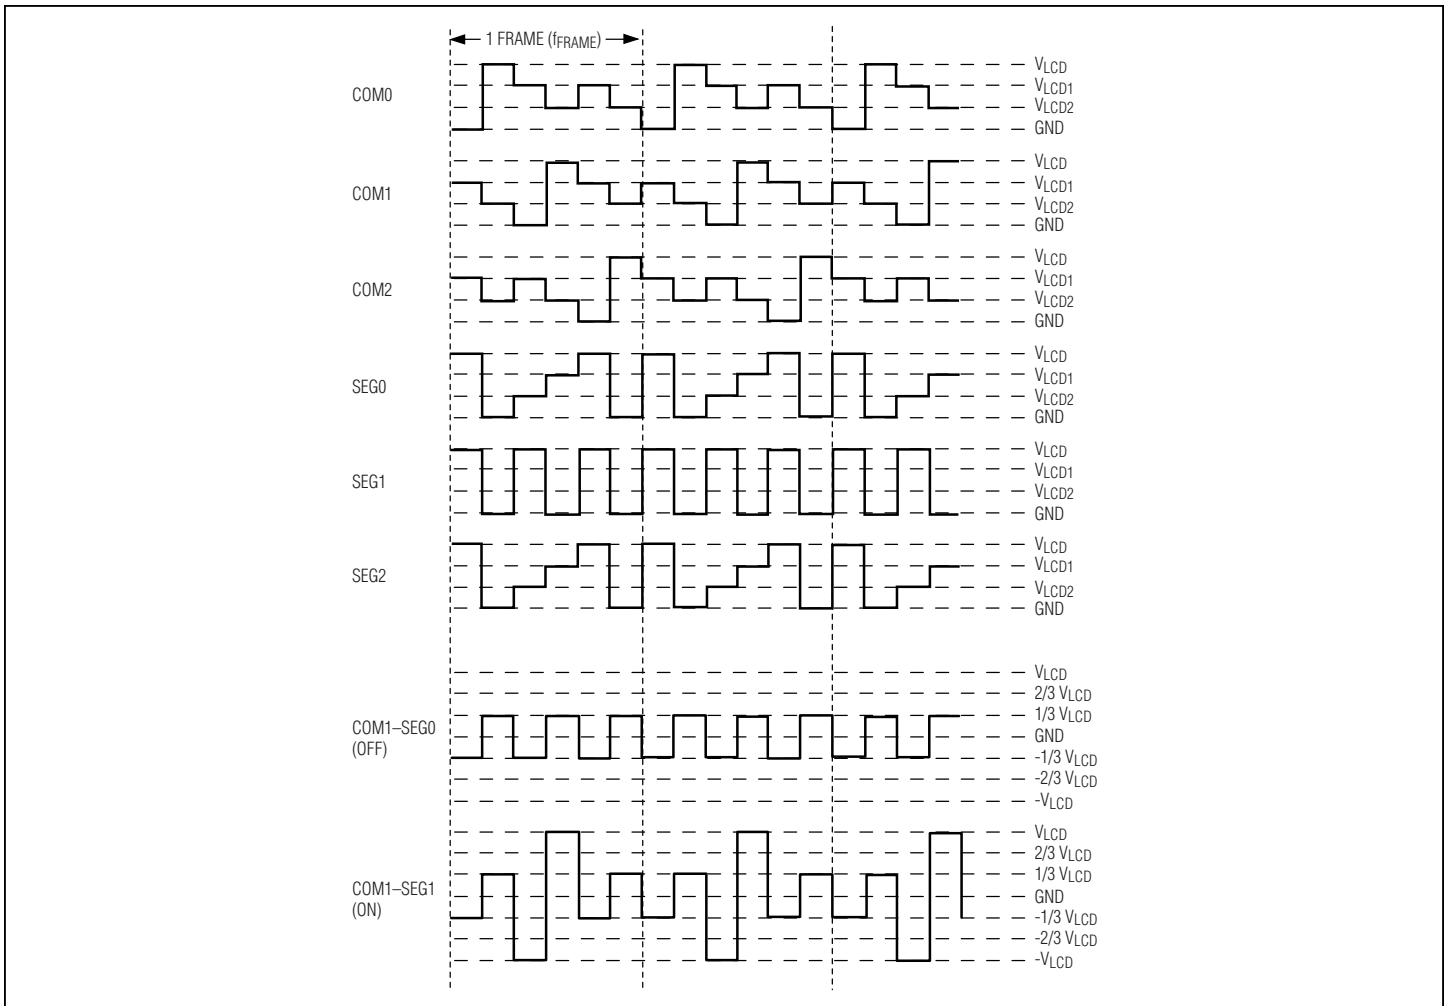 1 FRAME (fFRAME)
COM0
VLCD
VLCD1
VLCD2
GND
COM1
VLCD
VLCD1
VLCD2
GND
COM2
VLCD
VLCD1
VLCD2
GND
SEG0
VLCD
VLCD1
VLCD2
GND
SEG1
VLCD
VLCD1
VLCD2
GND
SEG2
VLCD
VLCD1
VLCD2
GND
COM1–SEG0
(OFF)
VLCD
2/3 VLCD
1/3 VLCD
GND
-1/3 VLCD
-2/3 VLCD
-VLCD
COM1–SEG1
(ON)
VLCD
2/3 VLCD
1/3 VLCD
GND
-1/3 VLCD
-2/3 VLCD
-VLCD